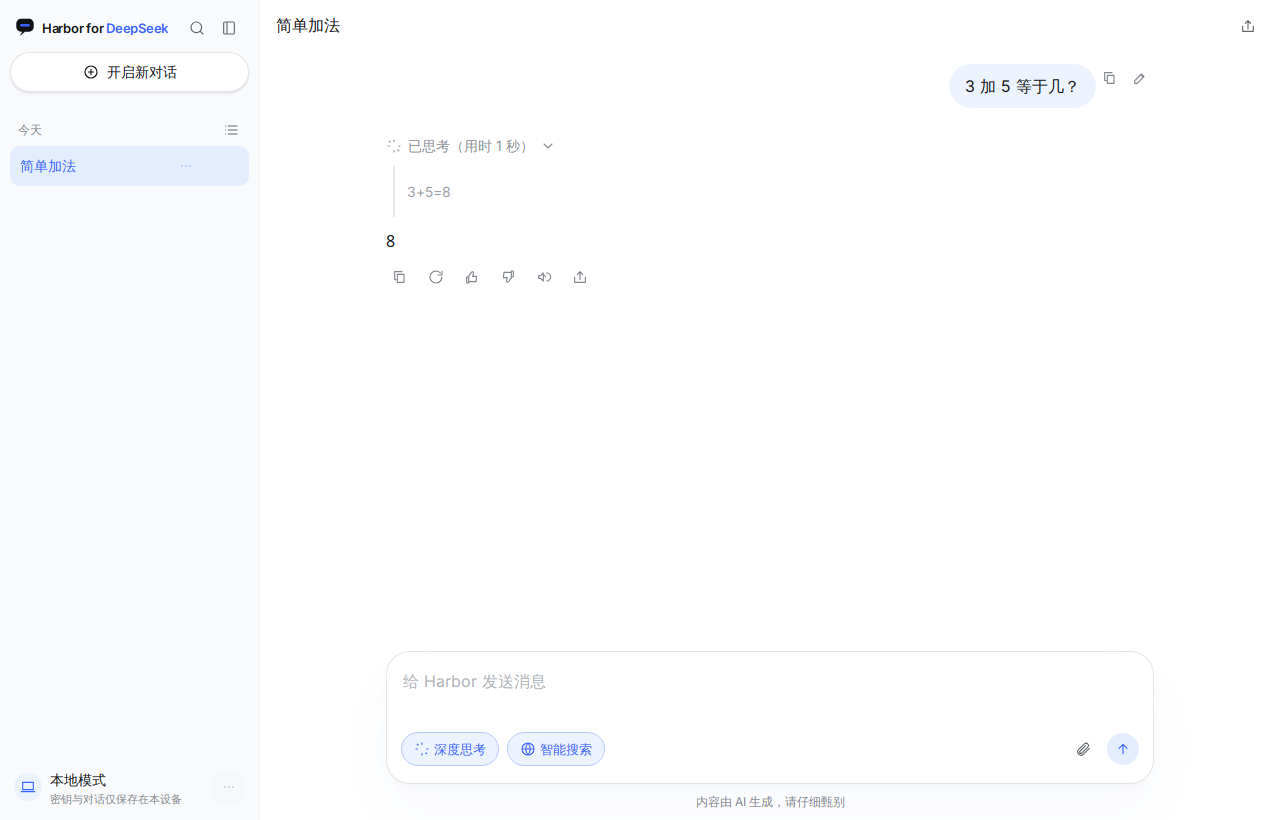 Harbor for DeepSeek
开启新对话
今天
简单加法
本地模式
密钥与对话仅保存在本设备
简单加法
3 加 5 等于几？
已思考（用时 1 秒）
3+5=8
8
给 Harbor 发送消息
深度思考
智能搜索
内容由 AI 生成，请仔细甄别